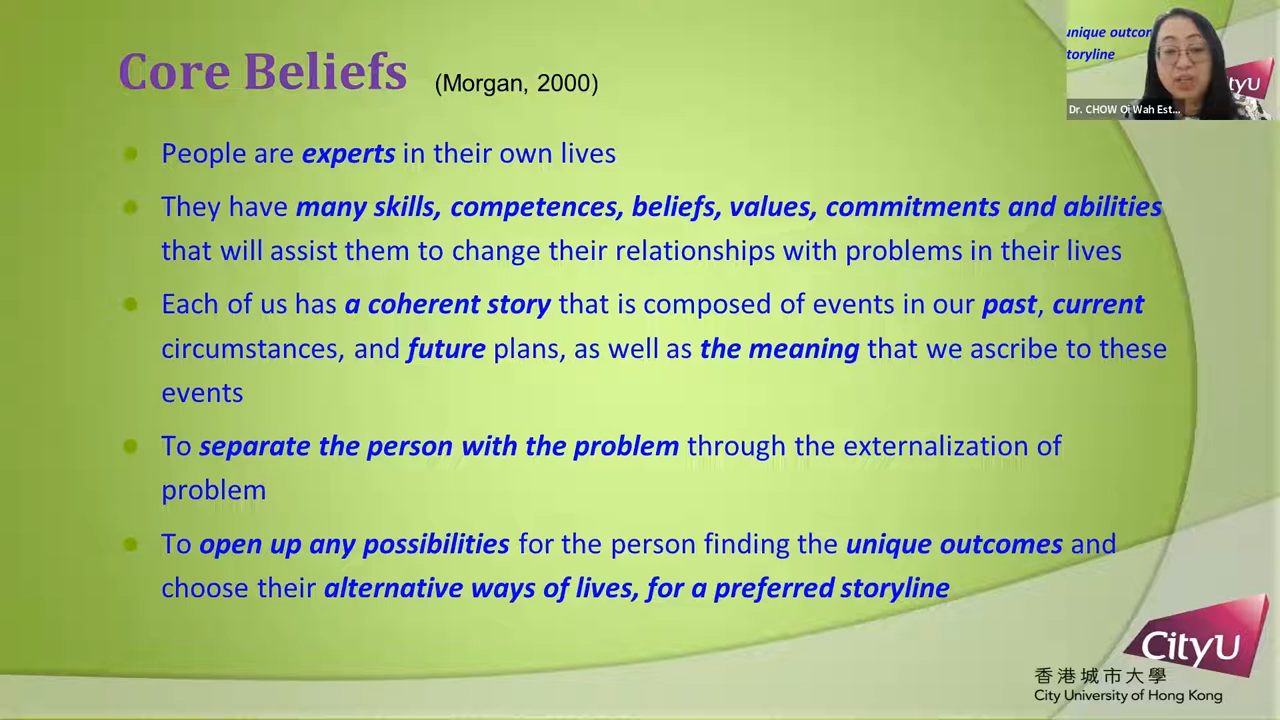 Core Beliefs (Morgan, 2000)
People are experts in their own lives
They have many skills, competences, beliefs, values, commitments and abilities
that will assist them to change their relationships with problems in their lives
Each of us has a coherent story that is composed of events in our past, current
circumstances, and future plans, as well as the meaning that we ascribe to these
events
To separate the person with the problem through the externalization of
problem
To open up any possibilities for the person finding the unique outcomes and
choose their alternative ways of lives, for a preferred storyline
unique outcor
toryline
tyU
Dr. CHOW Oi Wah Est...
CityU
香港城市大學
City University of Hong Kong